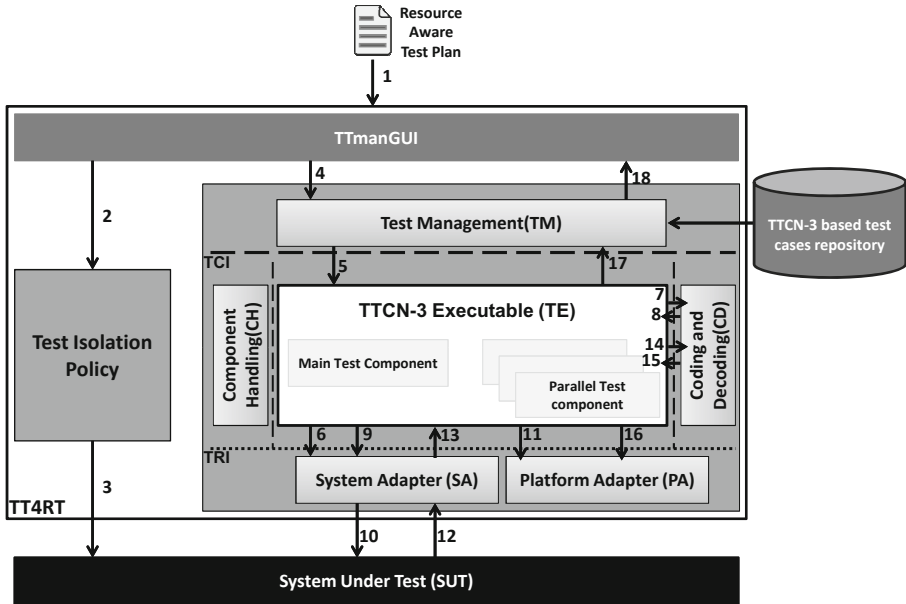 Resource
Aware
Test Plan
1
TTmanGUI
2
4
18
Test Management(TM)
TTCN-3 based test
cases repository
TCI
5
17
Test Isolation
Policy
Component
Handling(CH)
TTCN-3 Executable (TE)
7
8
14
15
Coding and
Decoding(CD)
Main Test Component
Parallel Test
component
6
9
13
11
16
TRI
System Adapter (SA)
Platform Adapter (PA)
3
TT4RT
10
12
System Under Test (SUT)